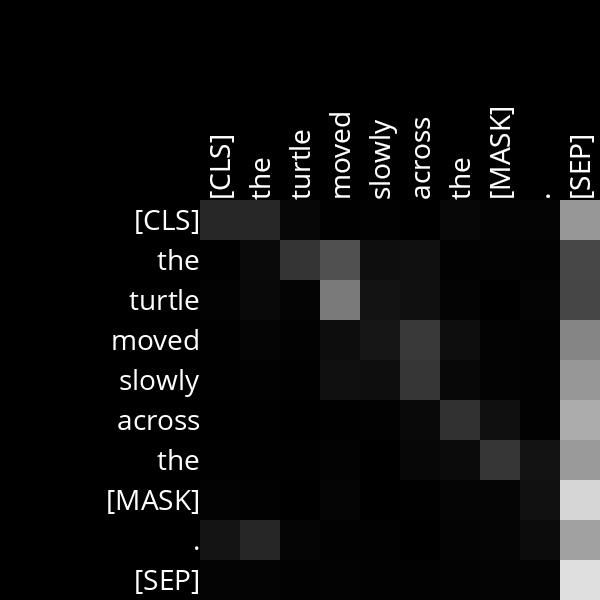 [CLS] the turtle moved slowly across the [MASK] . [SEP]
[CLS]
the
turtle
moved
slowly
across
the
[MASK]
.
[SEP]